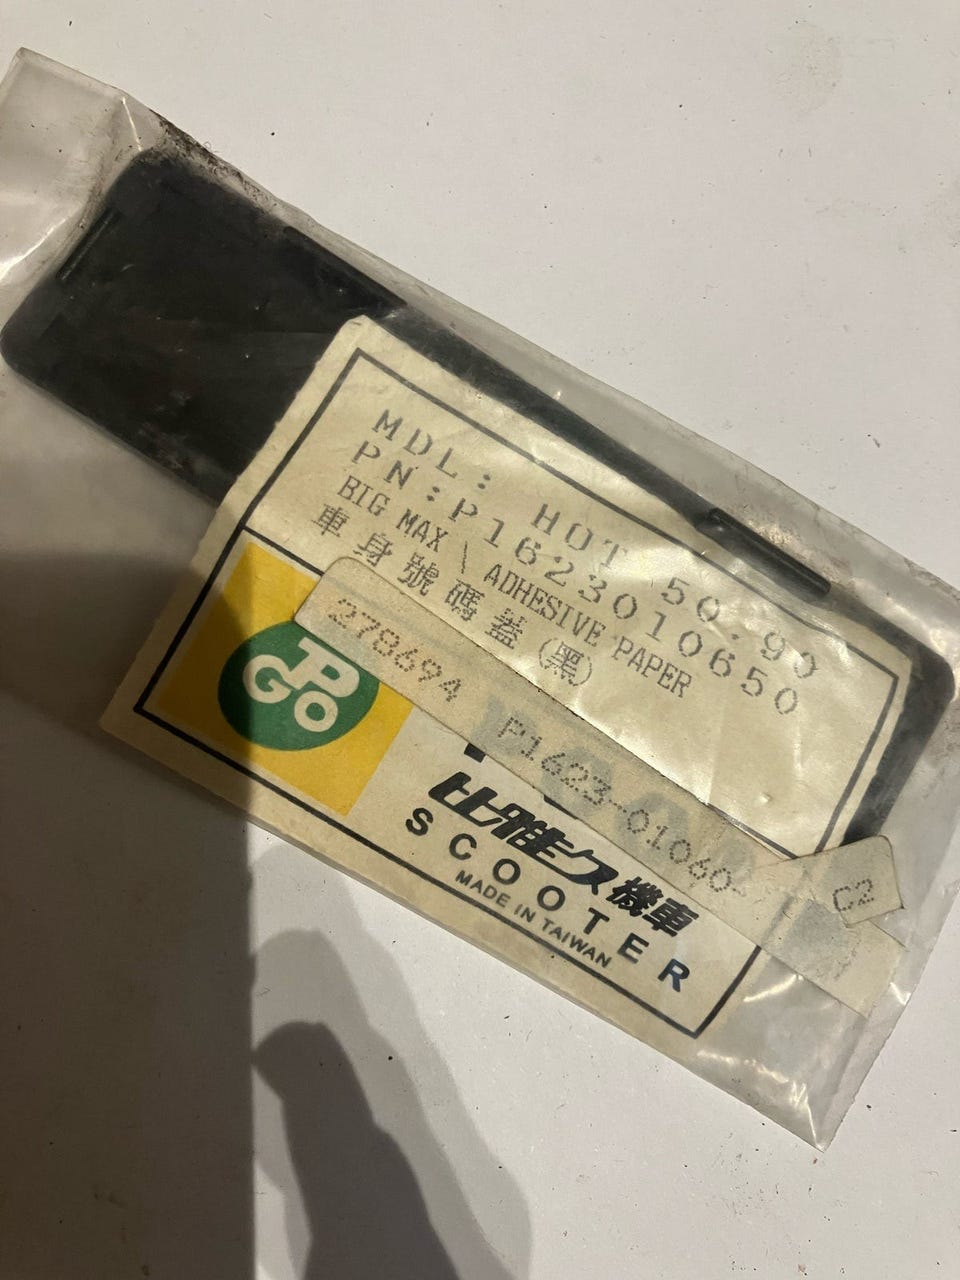 MDL: HOT 50.90
PN:P1623010650
BIG MAX \ ADHESIVE PAPER
車身號碼蓋(黑)
278694 P1623-01060-
C2
PGO
比雅久機車
SCOOTER
MADE IN TAIWAN